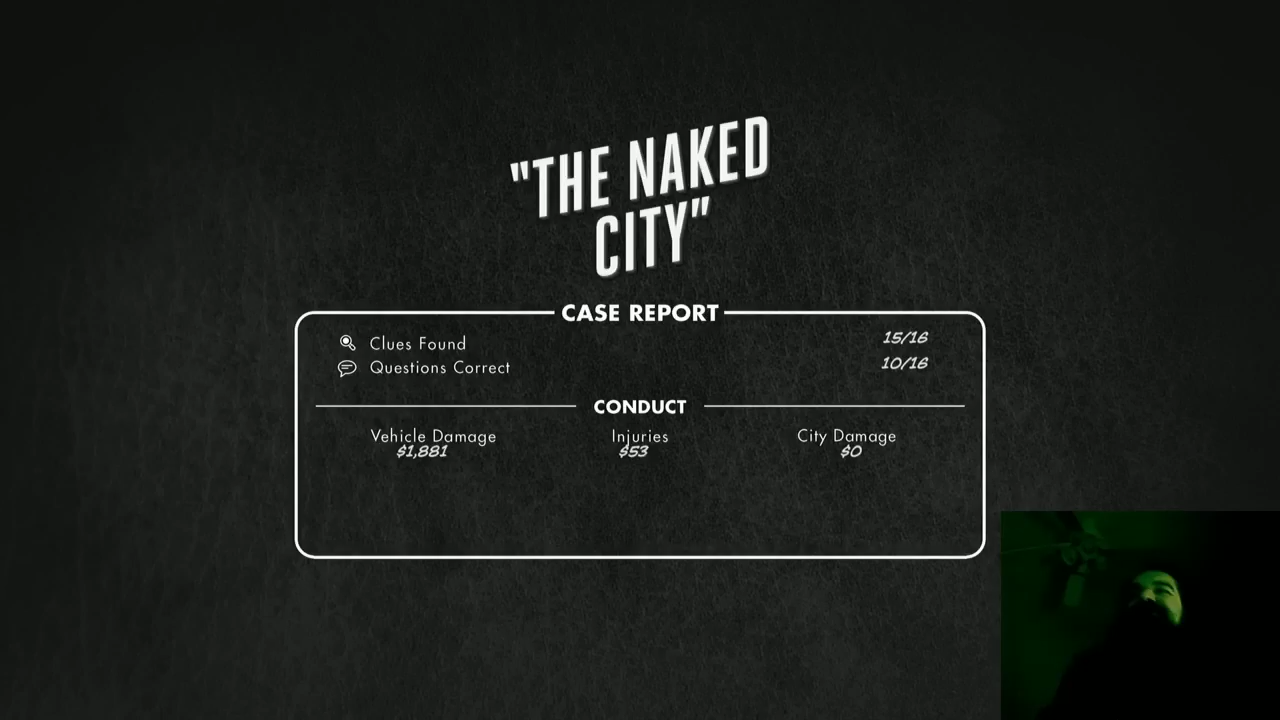 "THE NAKED
CITY"
CASE REPORT
Clues Found 15/16
Questions Correct 10/16
CONDUCT
Vehicle Damage Injuries City Damage
$1,881 $53 $0